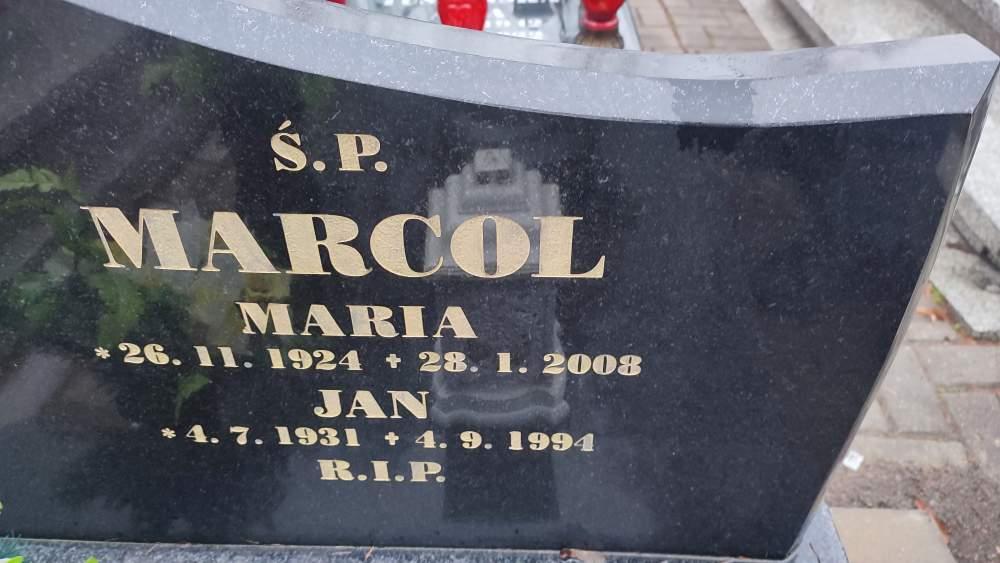 Ś.P.
MARCOL
MARIA
* 26. 11. 1924 + 28. 1. 2008
JAN
* 4. 7. 1931 + 4. 9. 1994
R.I.P.